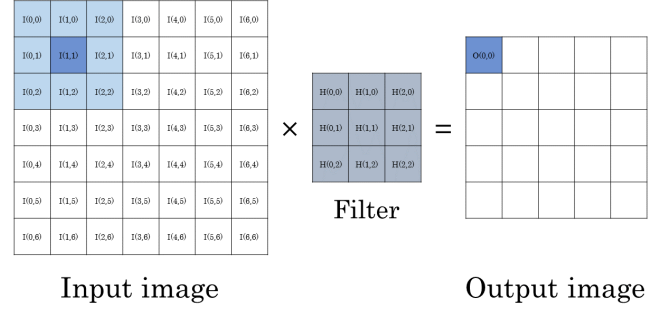 I(0,0) I(1,0) I(2,0) I(3,0) I(4,0) I(5,0) I(6,0)
I(0,1) I(1,1) I(2,1) I(3,1) I(4,1) I(5,1) I(6,1)
I(0,2) I(1,2) I(2,2) I(3,2) I(4,2) I(5,2) I(6,2)
I(0,3) I(1,3) I(2,3) I(3,3) I(4,3) I(5,3) I(6,3)
I(0,4) I(1,4) I(2,4) I(3,4) I(4,4) I(5,4) I(6,4)
I(0,5) I(1,5) I(2,5) I(3,5) I(4,5) I(5,5) I(6,5)
I(0,6) I(1,6) I(2,6) I(3,6) I(4,6) I(5,6) I(6,6)
Input image
×
H(0,0) H(1,0) H(2,0)
H(0,1) H(1,1) H(2,1)
H(0,2) H(1,2) H(2,2)
Filter
=
O(0,0)
Output image